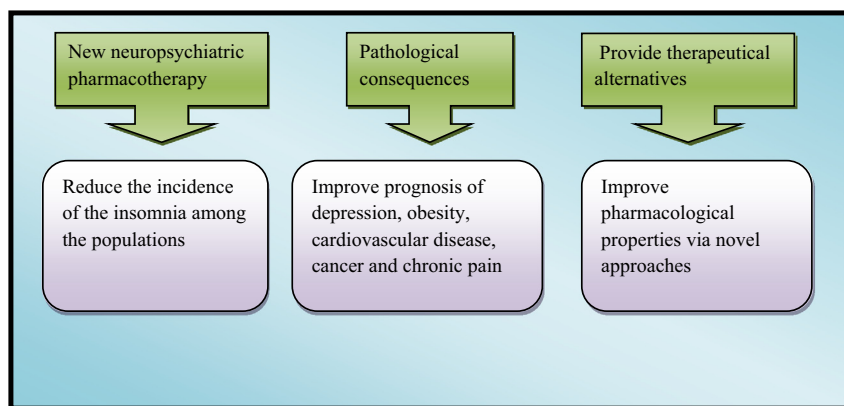 New neuropsychiatric
pharmacotherapy
Pathological
consequences
Provide therapeutical
alternatives
Reduce the incidence
of the insomnia among
the populations
Improve prognosis of
depression, obesity,
cardiovascular disease,
cancer and chronic pain
Improve
pharmacological
properties via novel
approaches